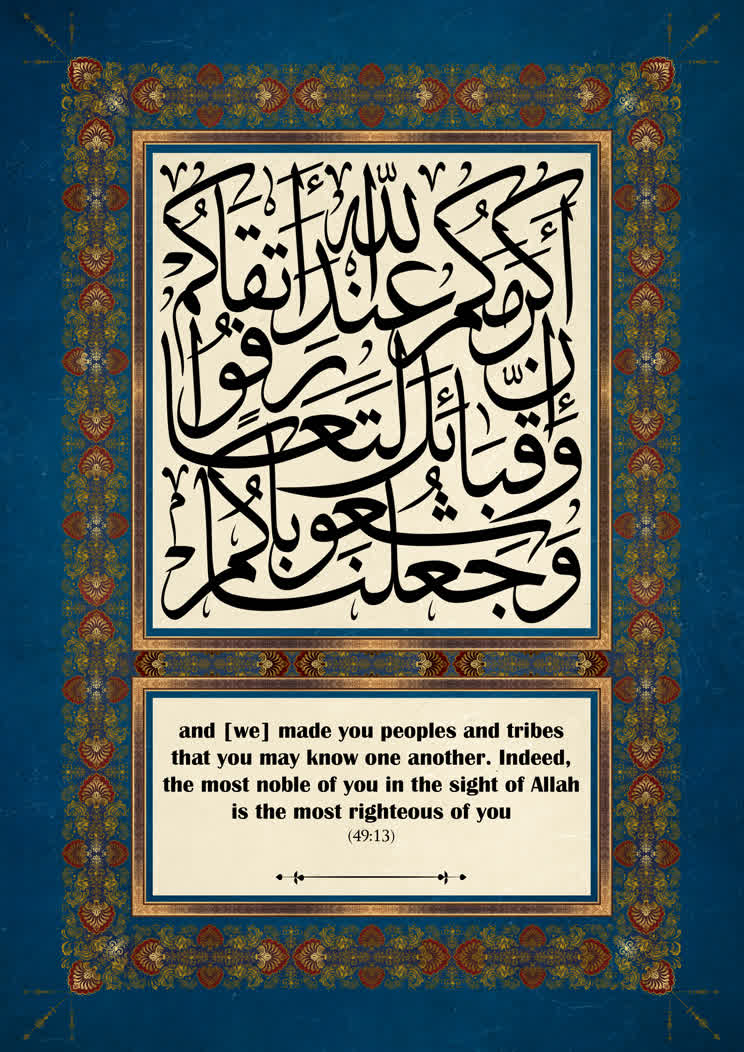 وجعلناكم شعوبا
وقبائل لتعارفوا
إنّ أكرمكم عند الله أتقاكم
and [we] made you peoples and tribes
that you may know one another. Indeed,
the most noble of you in the sight of Allah
is the most righteous of you
(49:13)